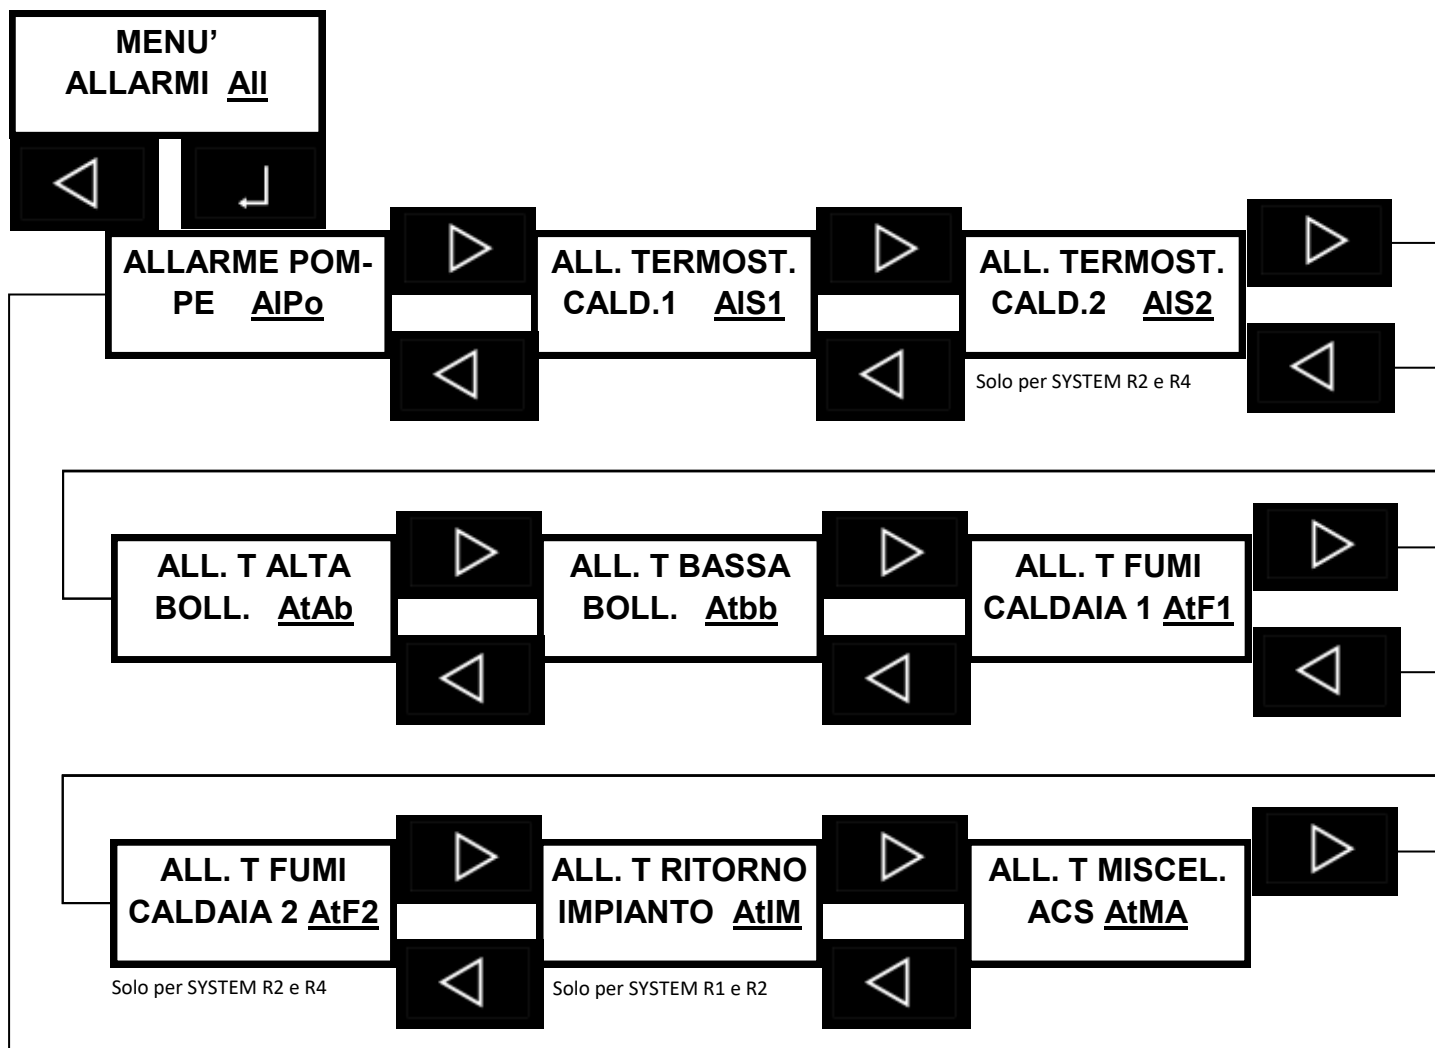 MENU’
ALLARMI All
ALLARME POM-
PE AlPo
ALL. TERMOST.
CALD.1 AlS1
ALL. TERMOST.
CALD.2 AlS2
Solo per SYSTEM R2 e R4
ALL. T ALTA
BOLL. AtAb
ALL. T BASSA
BOLL. Atbb
ALL. T FUMI
CALDAIA 1 AtF1
ALL. T FUMI
CALDAIA 2 AtF2
Solo per SYSTEM R2 e R4
ALL. T RITORNO
IMPIANTO AtIM
Solo per SYSTEM R1 e R2
ALL. T MISCEL.
ACS AtMA